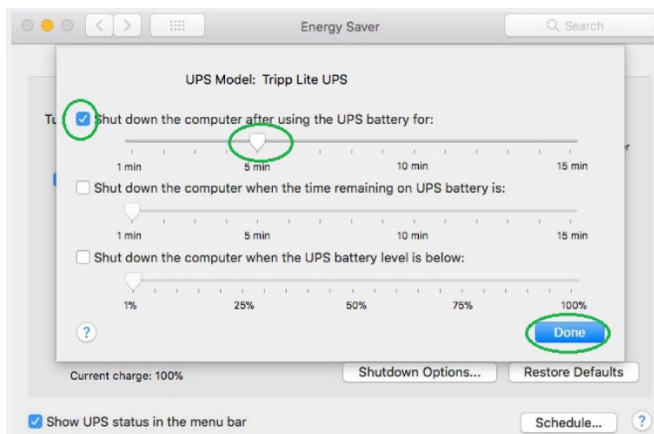 Energy Saver
Search
UPS Model: Tripp Lite UPS
Shut down the computer after using the UPS battery for:
1 min 5 min 10 min 15 min
Shut down the computer when the time remaining on UPS battery is:
1 min 5 min 10 min 15 min
Shut down the computer when the UPS battery level is below:
1% 25% 50% 75% 100%
? Done
Current charge: 100% Shutdown Options... Restore Defaults
Show UPS status in the menu bar Schedule... ?